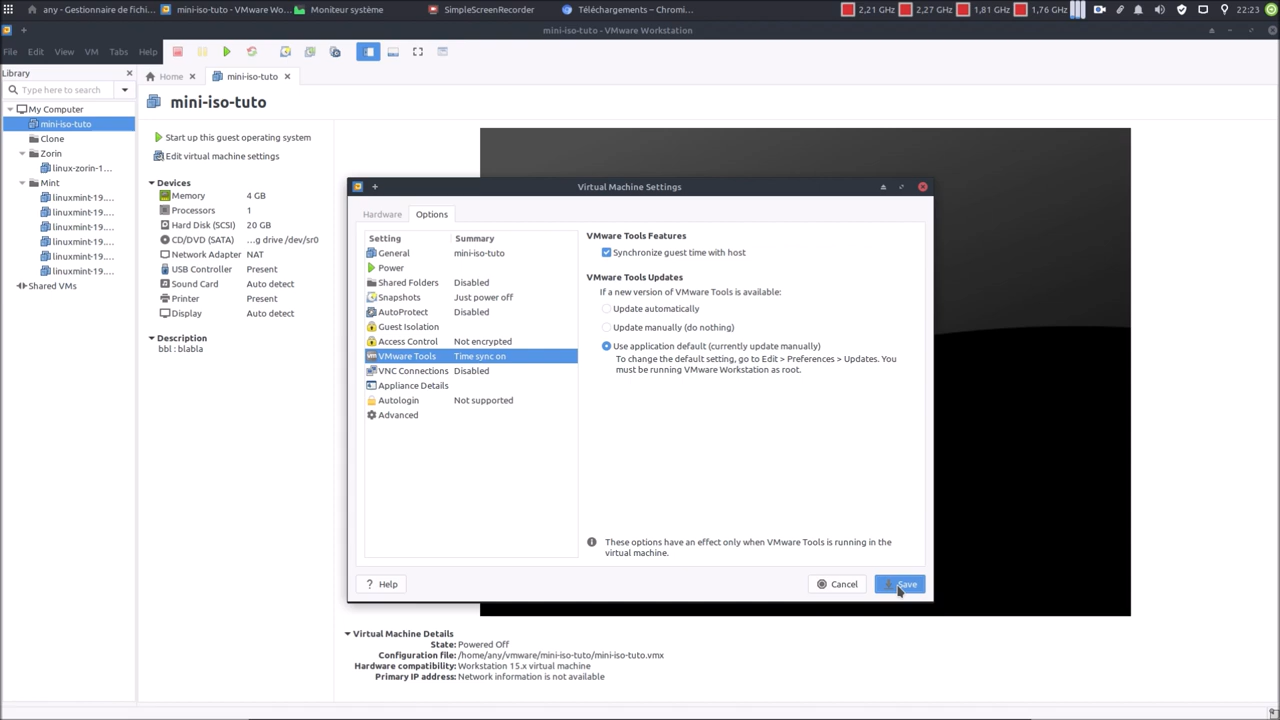 any - Gestionnaire de fichi... mini-iso-tuto - VMware Wo... Moniteur système SimpleScreenRecorder Téléchargements – Chromi... 2,21 GHz 2,27 GHz 1,81 GHz 1,76 GHz 22:23
mini-iso-tuto - VMware Workstation
File Edit View VM Tabs Help
Library
Home mini-iso-tuto
Type here to search
My Computer
mini-iso-tuto
Clone
Zorin
linux-zorin-1...
Mint
linuxmint-19....
linuxmint-19....
linuxmint-19....
linuxmint-19....
linuxmint-19....
linuxmint-19....
Shared VMs
mini-iso-tuto
Start up this guest operating system
Edit virtual machine settings
Devices
Memory 4 GB
Processors 1
Hard Disk (SCSI) 20 GB
CD/DVD (SATA) ...g drive /dev/sr0
Network Adapter NAT
USB Controller Present
Sound Card Auto detect
Printer Present
Display Auto detect
Description
bbl : blabla
Virtual Machine Settings
Hardware Options
Setting Summary
General mini-iso-tuto
Power
Shared Folders Disabled
Snapshots Just power off
AutoProtect Disabled
Guest Isolation
Access Control Not encrypted
VMware Tools Time sync on
VNC Connections Disabled
Appliance Details
Autologin Not supported
Advanced
VMware Tools Features
Synchronize guest time with host
VMware Tools Updates
If a new version of VMware Tools is available:
Update automatically
Update manually (do nothing)
Use application default (currently update manually)
To change the default setting, go to Edit > Preferences > Updates. You
must be running VMware Workstation as root.
These options have an effect only when VMware Tools is running in the
virtual machine.
Help Cancel Save
Virtual Machine Details
State: Powered Off
Configuration file: /home/any/vmware/mini-iso-tuto/mini-iso-tuto.vmx
Hardware compatibility: Workstation 15.x virtual machine
Primary IP address: Network information is not available